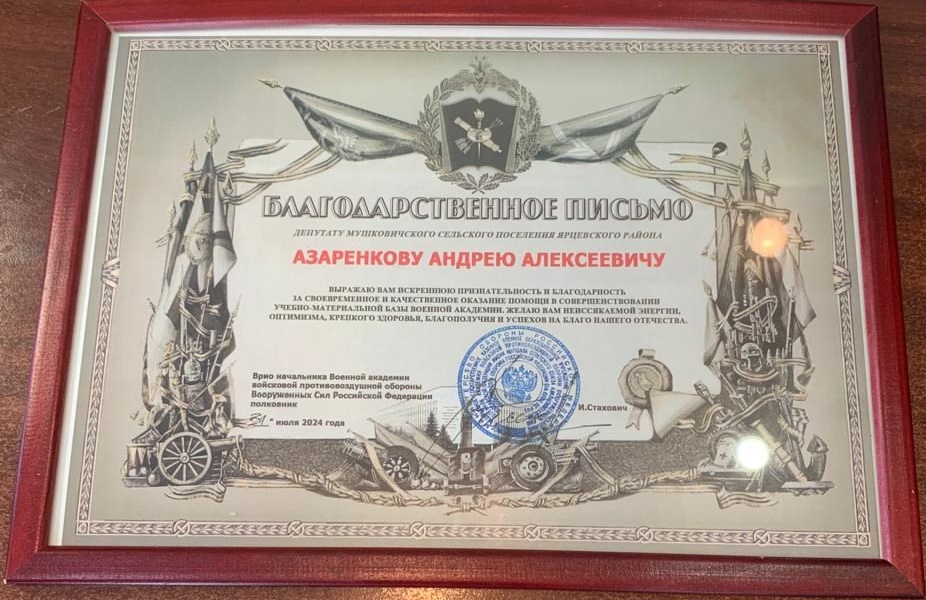 БЛАГОДАРСТВЕННОЕ ПИСЬМО
ДЕПУТАТУ МУШКОВИЧСКОГО СЕЛЬСКОГО ПОСЕЛЕНИЯ ЯРЦЕВСКОГО РАЙОНА
АЗАРЕНКОВУ АНДРЕЮ АЛЕКСЕЕВИЧУ
ВЫРАЖАЮ ВАМ ИСКРЕННЮЮ ПРИЗНАТЕЛЬНОСТЬ И БЛАГОДАРНОСТЬ
ЗА СВОЕВРЕМЕННОЕ И КАЧЕСТВЕННОЕ ОКАЗАНИЕ ПОМОЩИ В СОВЕРШЕНСТВОВАНИИ
УЧЕБНО-МАТЕРИАЛЬНОЙ БАЗЫ ВОЕННОЙ АКАДЕМИИ. ЖЕЛАЮ ВАМ НЕИССЯКАЕМОЙ ЭНЕРГИИ,
ОПТИМИЗМА, КРЕПКОГО ЗДОРОВЬЯ, БЛАГОПОЛУЧИЯ И УСПЕХОВ НА БЛАГО НАШЕГО ОТЕЧЕСТВА.
Врио начальника Военной академии
войсковой противовоздушной обороны
Вооруженных Сил Российской Федерации
полковник
И.Стахович
"31" июля 2024 года